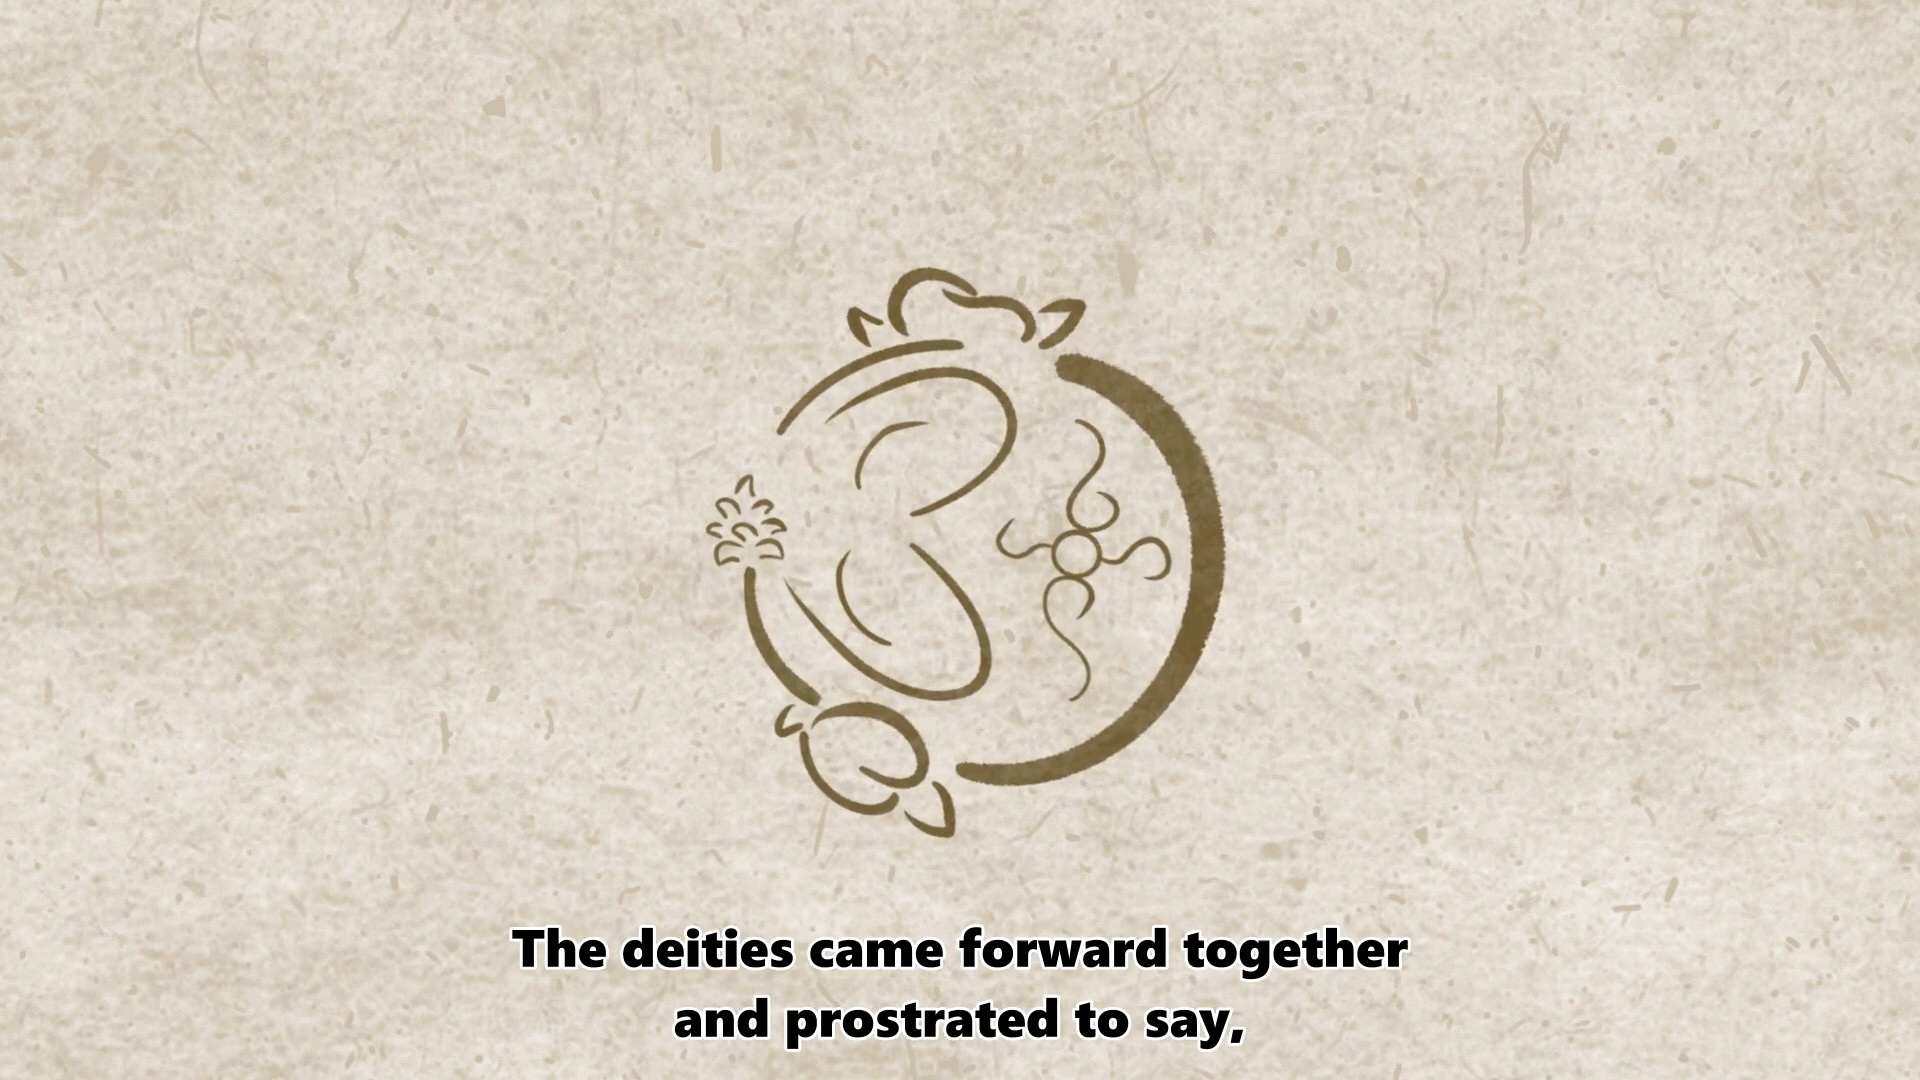 The deities came forward together
and prostrated to say,